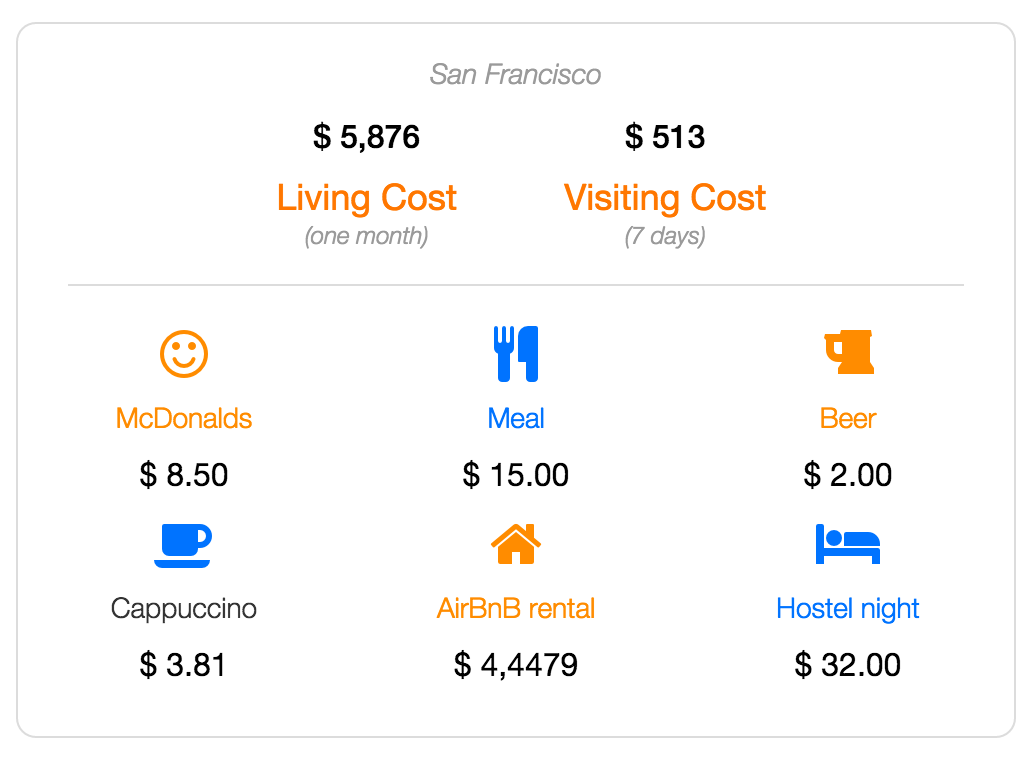 San Francisco
$ 5,876 $ 513
Living Cost Visiting Cost
(one month) (7 days)
McDonalds Meal Beer
$ 8.50 $ 15.00 $ 2.00
Cappuccino AirBnB rental Hostel night
$ 3.81 $ 4,4479 $ 32.00